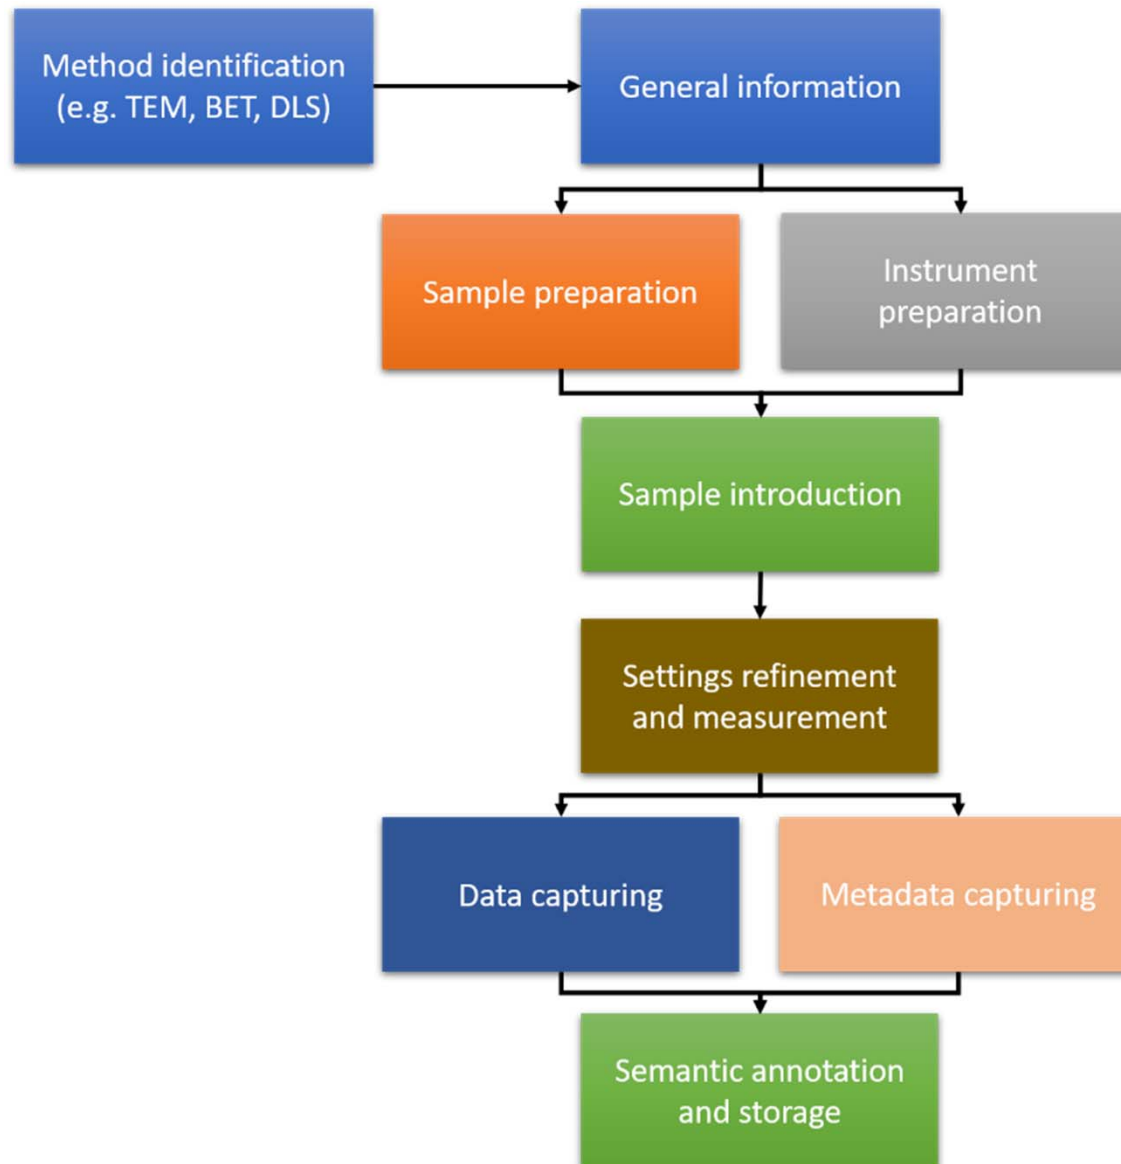 Method identification
(e.g. TEM, BET, DLS)
General information
Sample preparation
Instrument
preparation
Sample introduction
Settings refinement
and measurement
Data capturing
Metadata capturing
Semantic annotation
and storage